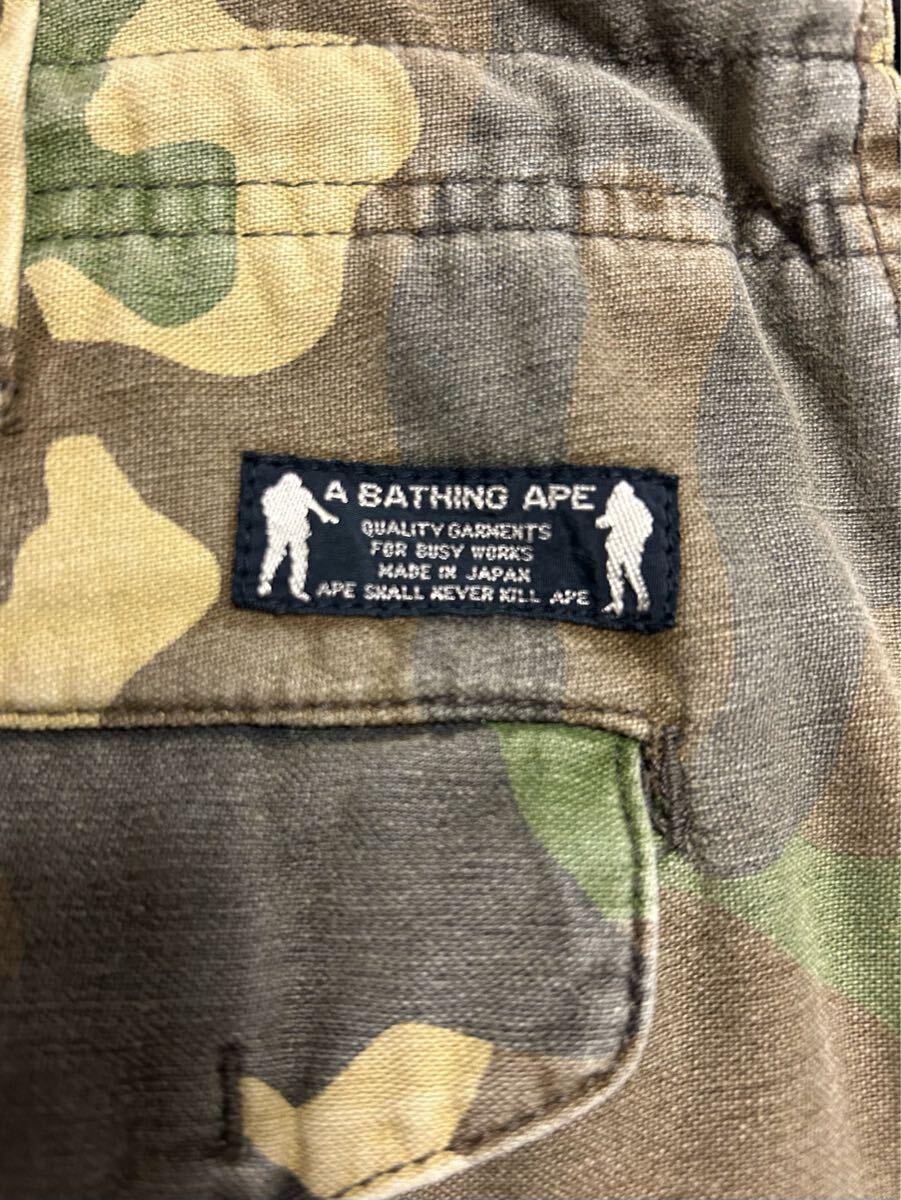 A BATHING APE
QUALITY GARMENTS
FOR BUSY WORKS
MADE IN JAPAN
APE SHALL NEVER KILL APE